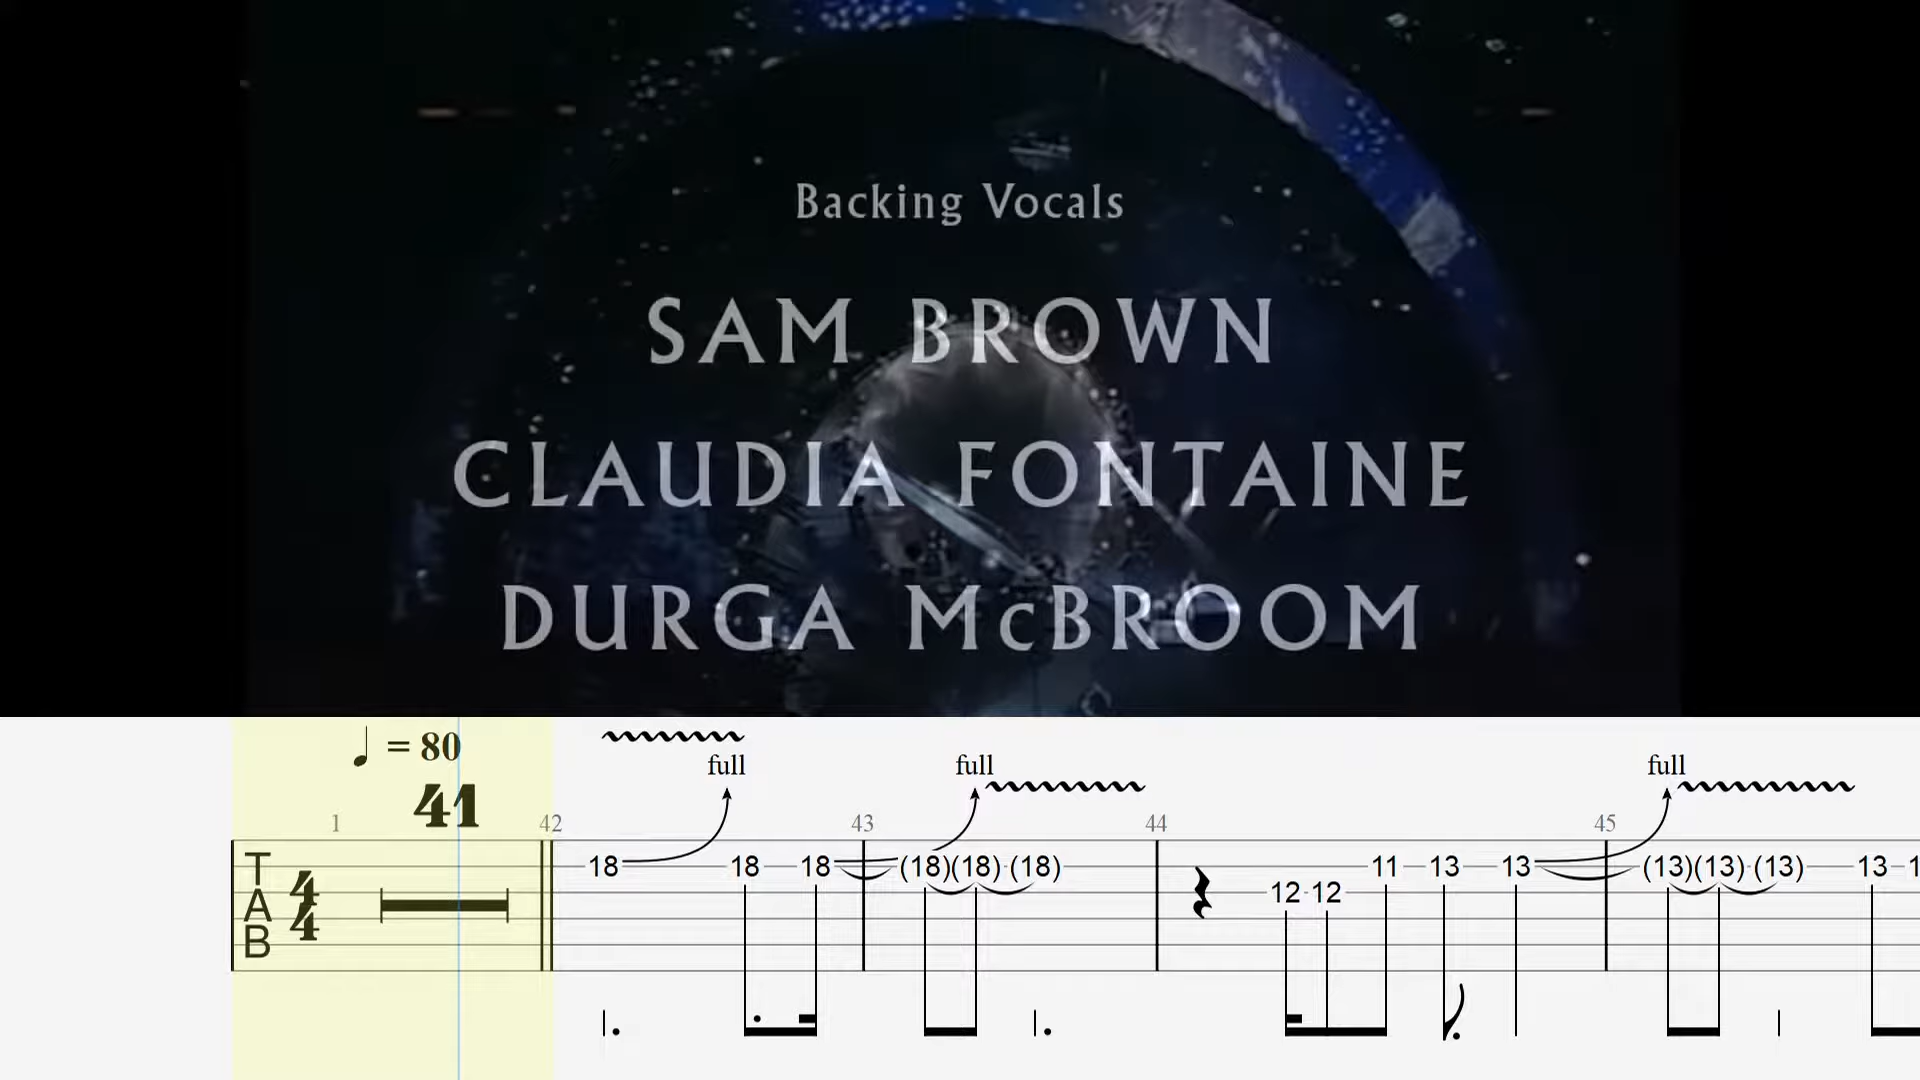 Backing Vocals
SAM BROWN
CLAUDIA FONTAINE
DURGA McBROOM
= 80
full full full
41
1 42 43 44 45
18 18 18 (18)(18) (18) 11 13 13 (13)(13) (13) 13
12 12
TAB
4
4